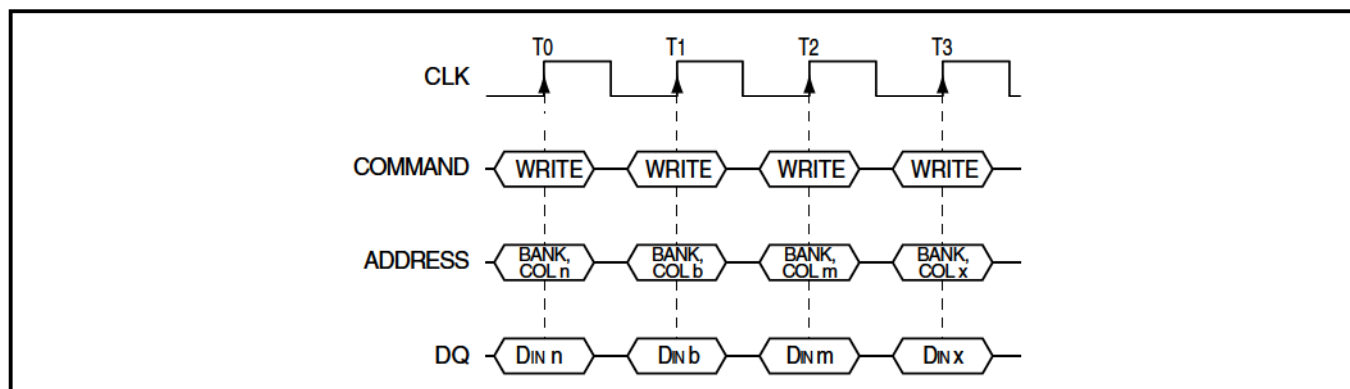 T0 T1 T2 T3
CLK
COMMAND WRITE WRITE WRITE WRITE
ADDRESS BANK, COL n BANK, COL b BANK, COL m BANK, COL x
DQ DIN n DIN b DIN m DIN x